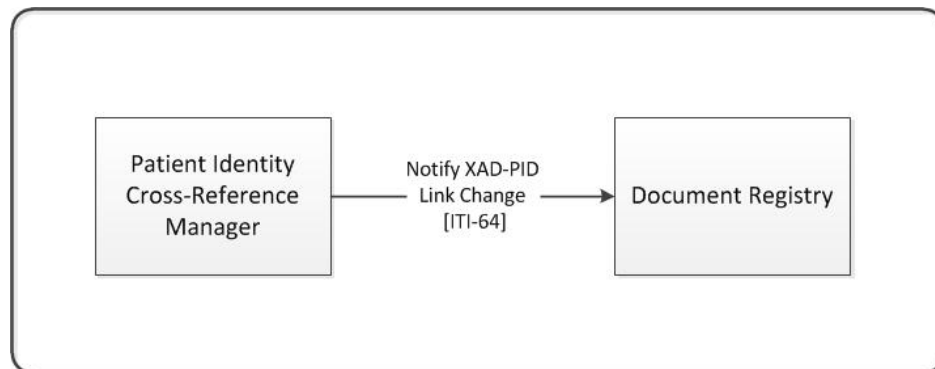 Patient Identity
Cross-Reference
Manager
Notify XAD-PID
Link Change
[ITI-64]
Document Registry